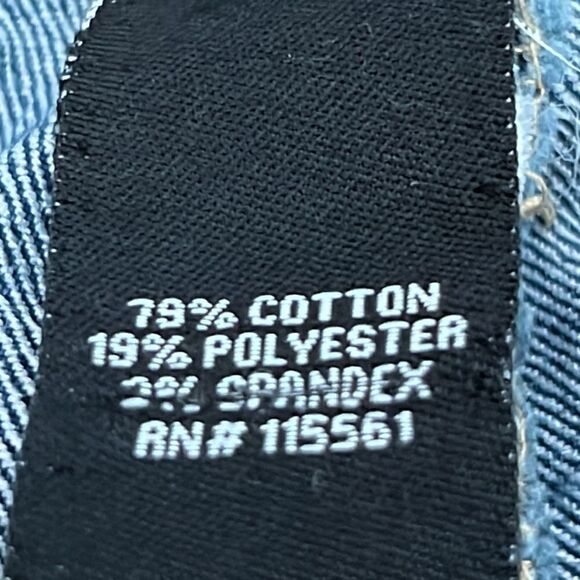 79% COTTON
19% POLYESTER
2% SPANDEX
RN# 115561